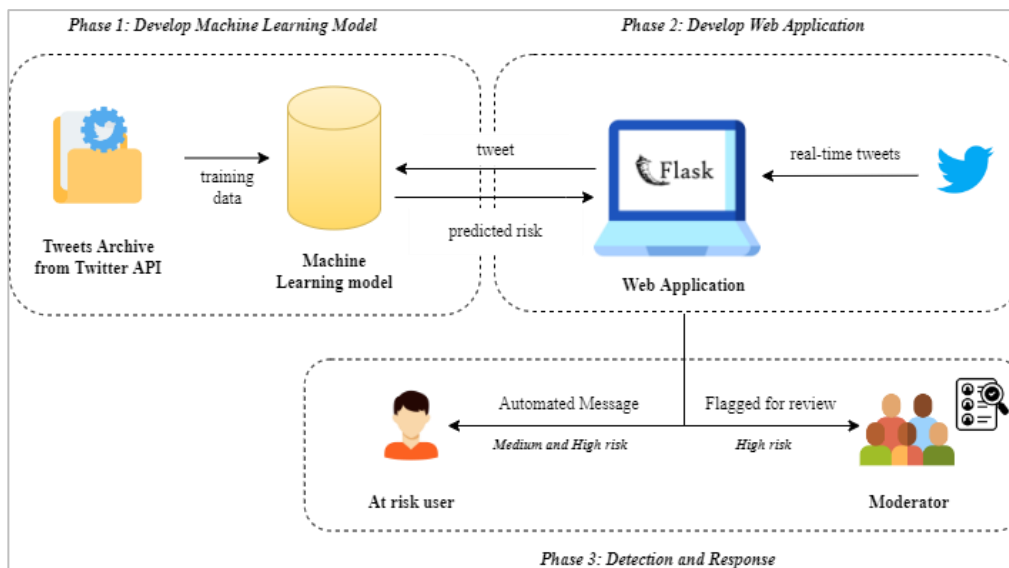 Phase 1: Develop Machine Learning Model
Phase 2: Develop Web Application
tweet
real-time tweets
Flask
training
data
predicted risk
Tweets Archive
from Twitter API
Machine
Learning model
Web Application
Automated Message
Flagged for review
Medium and High risk
High risk
At risk user
Moderator
Phase 3: Detection and Response